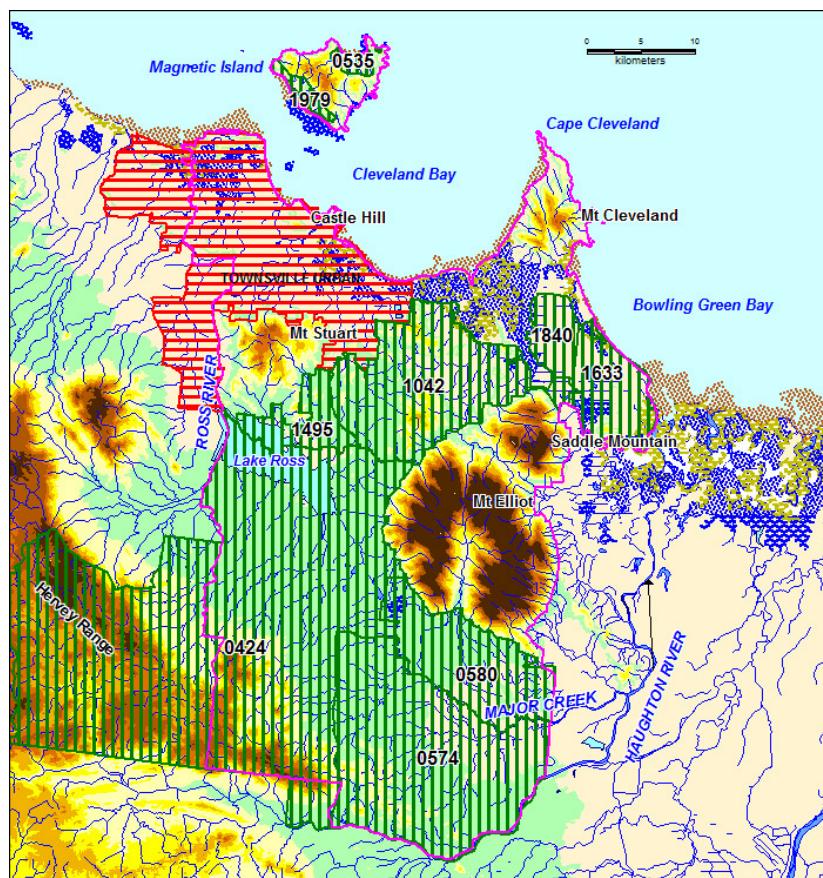 0 5 10
kilometers
0535
Magnetic Island
1979
Cape Cleveland
Cleveland Bay
Castle Hill
Mt Cleveland
TOWNSVILLE URBAN
Bowling Green Bay
Mt Stuart
1840
1042
1633
ROSS RIVER
1495
Saddle Mountain
Lake Ross
Mt Elliot
Hervey Range
0424
0580
MAJOR CREEK
HAUGHTON RIVER
0574